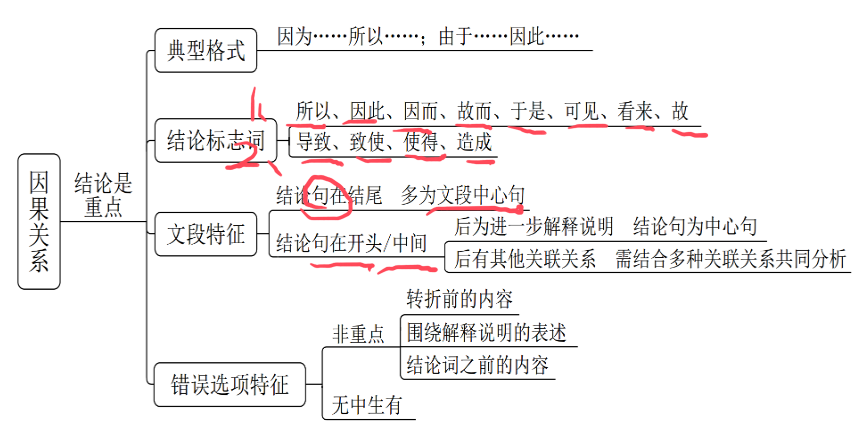 因果关系
结论是
重点
典型格式
因为……所以……；由于……因此……
1、
结论标志词
所以、因此、因而、故而、于是、可见、看来、故
2、
导致、致使、使得、造成
文段特征
结论句在结尾 多为文段中心句
结论句在开头/中间
后为进一步解释说明 结论句为中心句
后有其他关联关系 需结合多种关联关系共同分析
错误选项特征
非重点
转折前的内容
围绕解释说明的表述
结论词之前的内容
无中生有